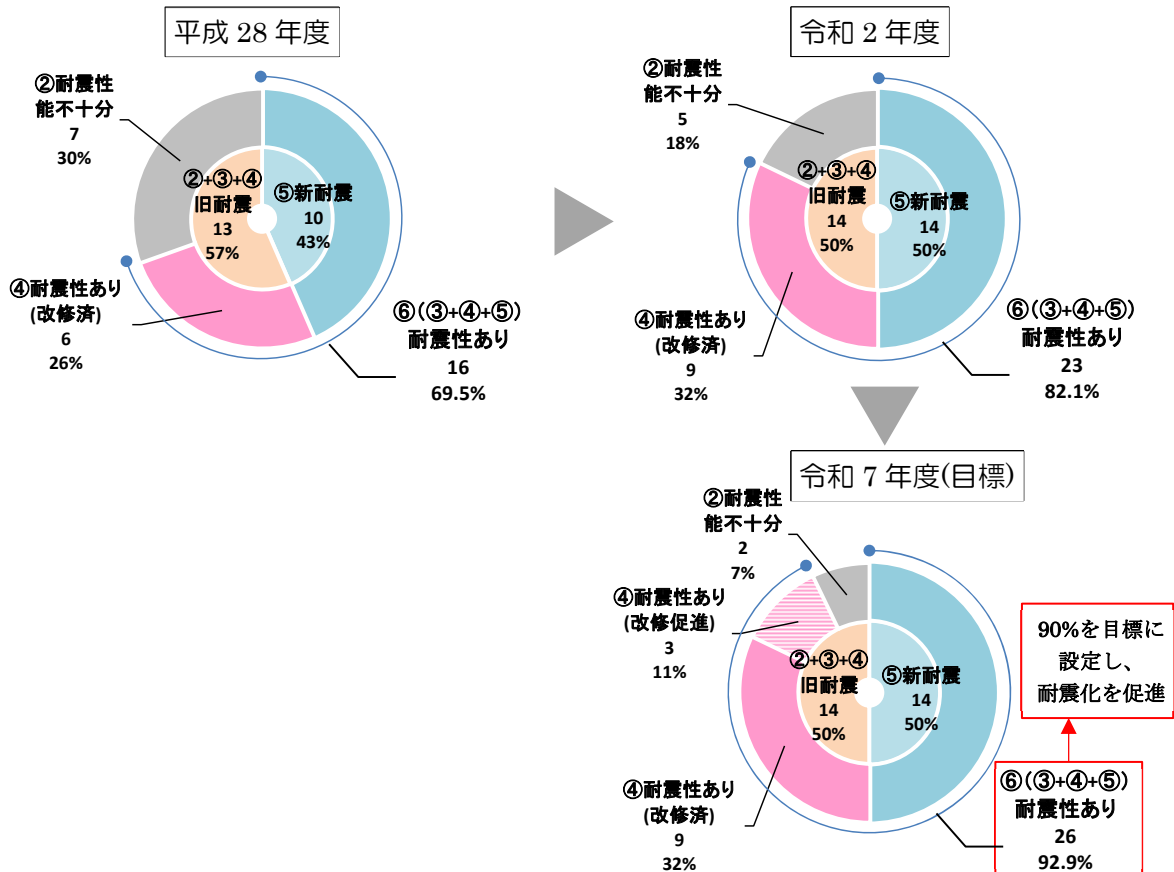 平成 28 年度
②耐震性
能不十分
7
30%
②+③+④
旧耐震
13
57%
⑤新耐震
10
43%
④耐震性あり
(改修済)
6
26%
⑥(③+④+⑤)
耐震性あり
16
69.5%
令和 2 年度
②耐震性
能不十分
5
18%
②+③+④
旧耐震
14
50%
⑤新耐震
14
50%
④耐震性あり
(改修済)
9
32%
⑥(③+④+⑤)
耐震性あり
23
82.1%
令和 7 年度(目標)
②耐震性
能不十分
2
7%
④耐震性あり
(改修促進)
3
11%
②+③+④
旧耐震
14
50%
⑤新耐震
14
50%
④耐震性あり
(改修済)
9
32%
90%を目標に
設定し、
耐震化を促進
⑥(③+④+⑤)
耐震性あり
26
92.9%